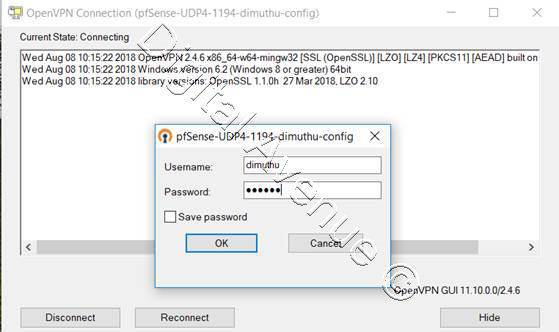 OpenVPN Connection (pfSense-UDP4-1194-dimuthu-config)
Current State: Connecting
Wed Aug 08 10:15:22 2018 OpenVPN 2.4.6 x86_64-w64-mingw32 [SSL (OpenSSL)] [LZO] [LZ4] [PKCS11] [AEAD] built on
Wed Aug 08 10:15:22 2018 Windows version 6.2 (Windows 8 or greater) 64bit
Wed Aug 08 10:15:22 2018 library versions: OpenSSL 1.1.0h 27 Mar 2018, LZO 2.10
pfSense-UDP4-1194-dimuthu-config
Username: dimuthu
Password: ••••••
Save password
OK Cancel
OpenVPN GUI 11.10.0.0/2.4.6
Disconnect Reconnect Hide
Digital Avenue ©